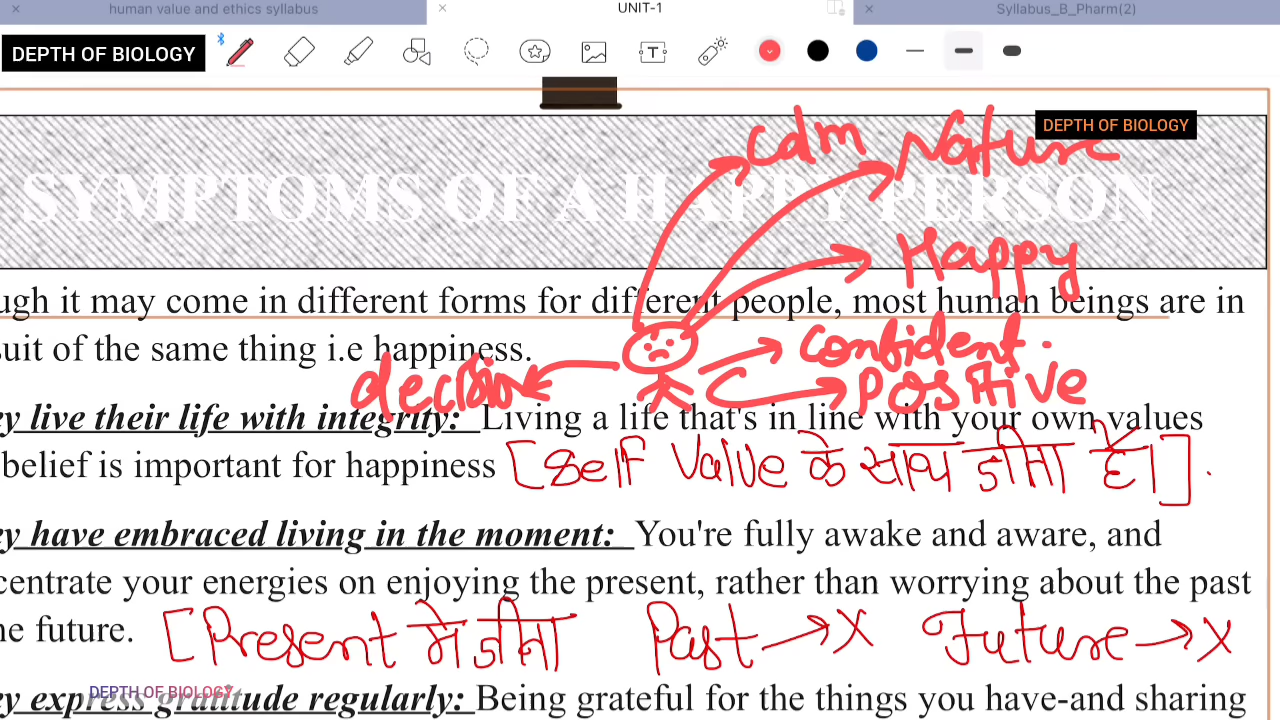 human value and ethics syllabus UNIT-1 Syllabus_B_Pharm(2)
DEPTH OF BIOLOGY
DEPTH OF BIOLOGY
calm Nature
SYMPTOMS OF A HAPPY PERSON
Happy
ugh it may come in different forms for different people, most human beings are in
suit of the same thing i.e happiness.
confident.
decision
positive
ey live their life with integrity: Living a life that's in line with your own values
belief is important for happiness [Self Value के साथ जीना है।].
ey have embraced living in the moment: You're fully awake and aware, and
centrate your energies on enjoying the present, rather than worrying about the past
he future. [Present मे जीना Past → X Future → X
DEPTH OF BIOLOGY
ey express gratitude regularly: Being grateful for the things you have-and sharing